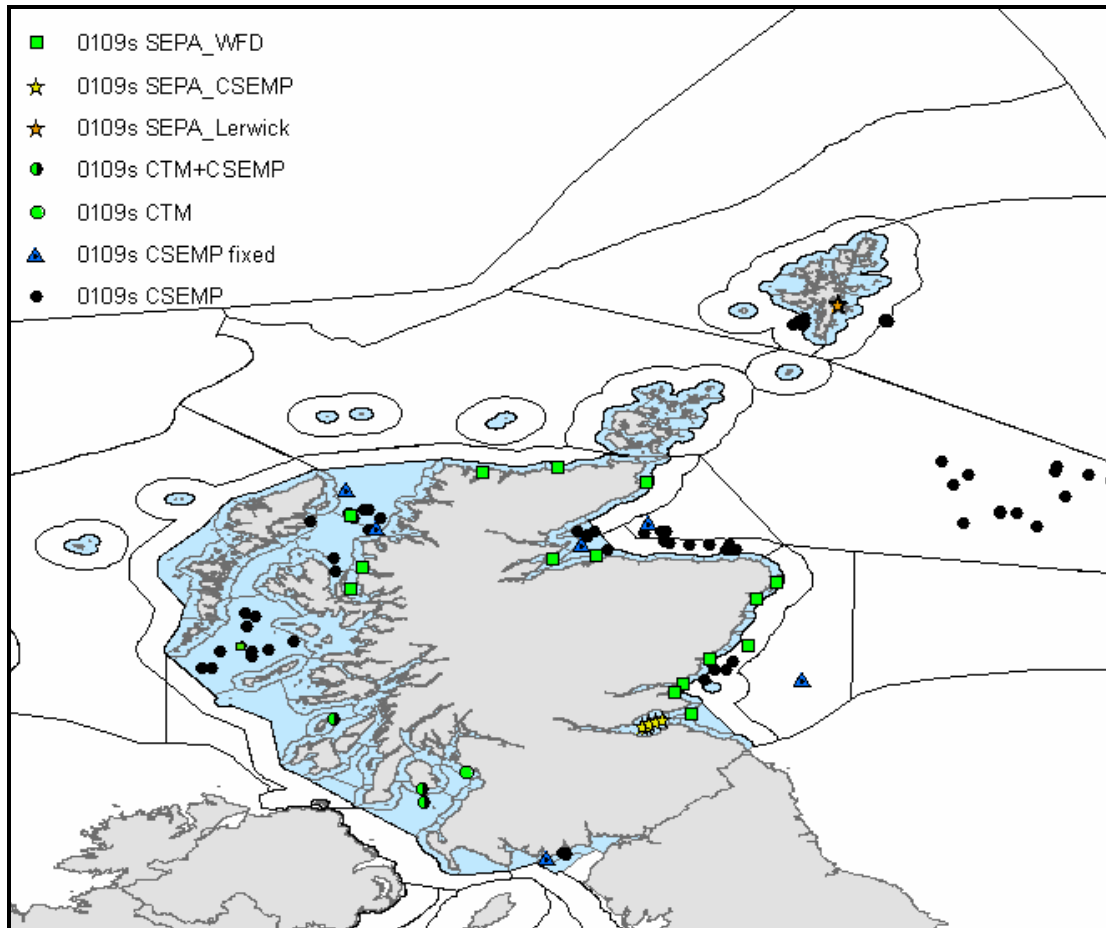 0109s SEPA_WFD
0109s SEPA_CSEMP
0109s SEPA_Lerwick
0109s CTM+CSEMP
0109s CTM
0109s CSEMP fixed
0109s CSEMP